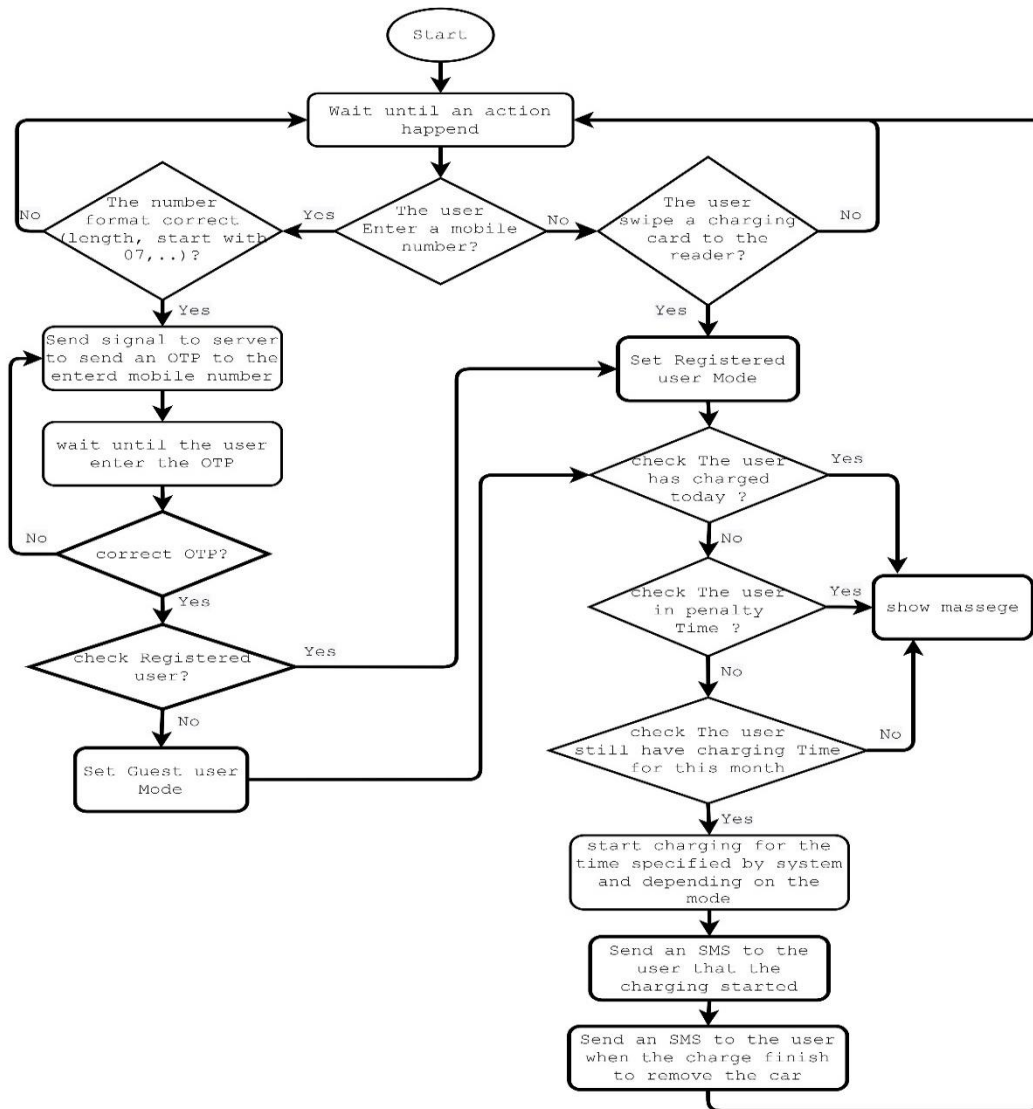 Start
Wait until an action
happend
No
The number
format correct
(length, start with
07,..)?
Yes
The user
Enter a mobile
number?
No
The user
swipe a charging
card to the
reader?
No
Yes
Yes
Send signal to server
to send an OTP to the
enterd mobile number
Set Registered
user Mode
wait until the user
enter the OTP
check The user
has charged
today ?
Yes
No
correct OTP?
No
Yes
check The user
in penalty
Time ?
Yes
show massege
check Registered
user?
Yes
No
No
Set Guest user
Mode
check The user
still have charging Time
for this month
No
Yes
start charging for the
time specified by system
and depending on the
mode
Send an SMS to the
user that the
charging started
Send an SMS to the user
when the charge finish
to remove the car